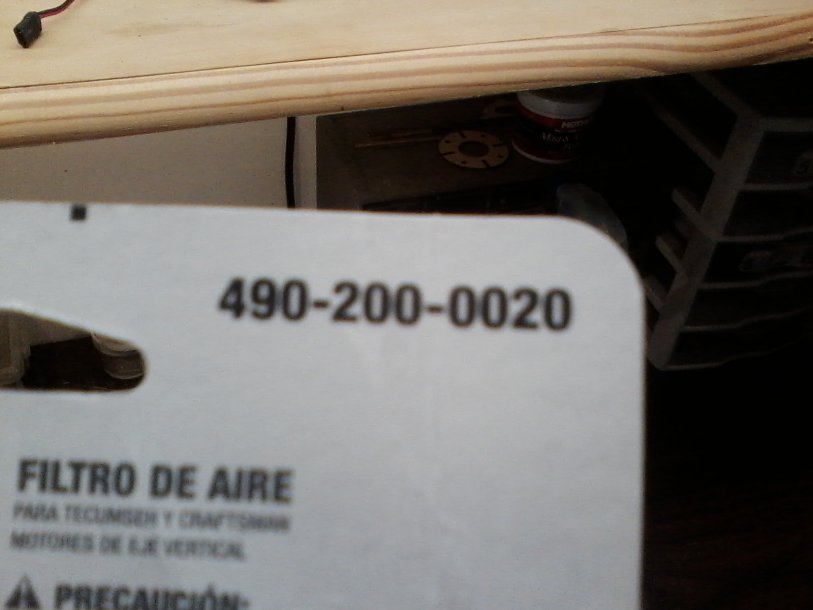 490-200-0020
FILTRO DE AIRE
PARA TECUMSEH Y CRAFTSMAN
MOTORES DE EJE VERTICAL
PRECAUCIÓN: